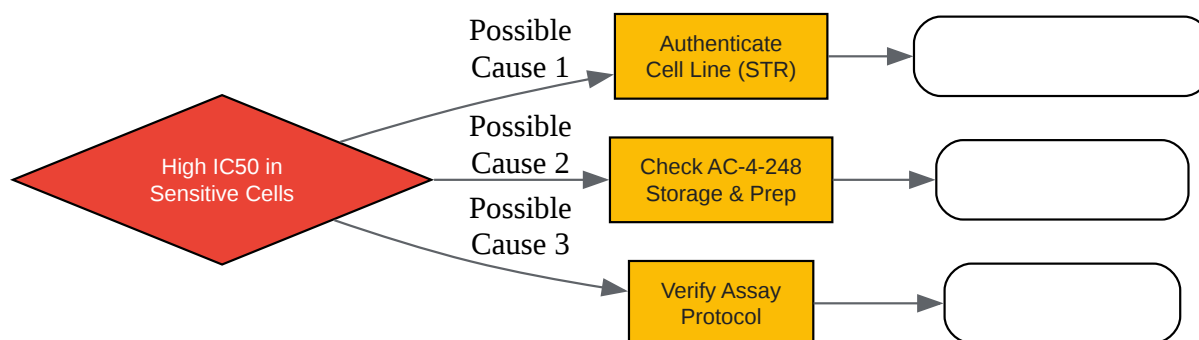 Possible
Cause 1
Authenticate
Cell Line (STR)
High IC50 in
Sensitive Cells
Possible
Cause 2
Check AC-4-248
Storage & Prep
Possible
Cause 3
Verify Assay
Protocol